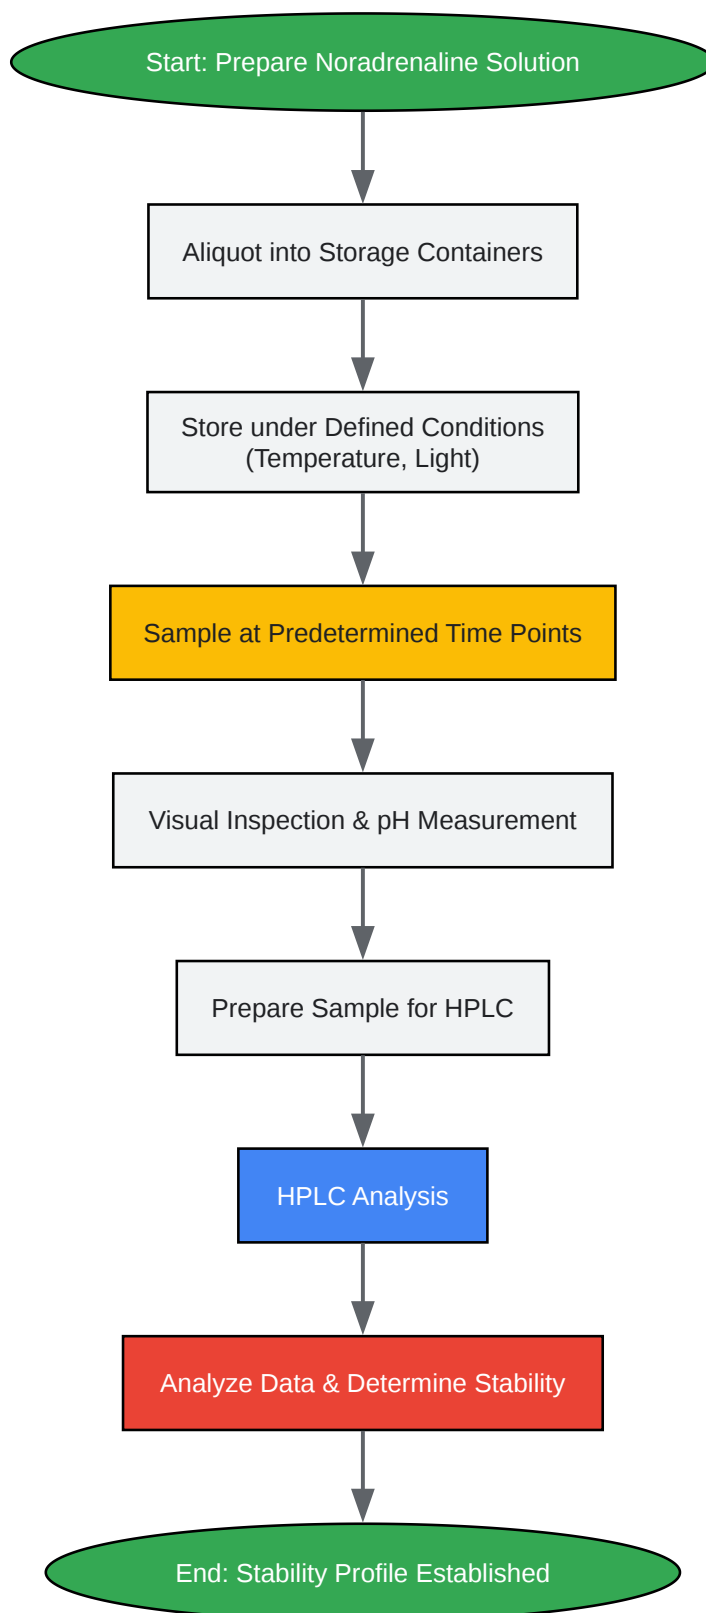 Start: Prepare Noradrenaline Solution
Aliquot into Storage Containers
Store under Defined Conditions
(Temperature, Light)
Sample at Predetermined Time Points
Visual Inspection & pH Measurement
Prepare Sample for HPLC
HPLC Analysis
Analyze Data & Determine Stability
End: Stability Profile Established